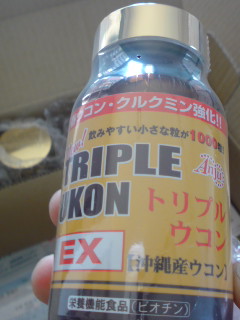 ウコン・クルクミン強化!!
飲みやすい小さな粒が1000粒!
TRIPLE
UKON
トリプル
ウコン
EX
【沖縄産ウコン】
栄養機能食品(ビオチン)